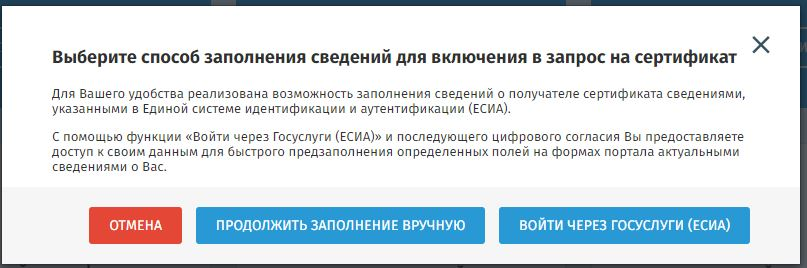 Выберите способ заполнения сведений для включения в запрос на сертификат
Для Вашего удобства реализована возможность заполнения сведений о получателе сертификата сведениями,
указанными в Единой системе идентификации и аутентификации (ЕСИА).
С помощью функции «Войти через Госуслуги (ЕСИА)» и последующего цифрового согласия Вы предоставляете
доступ к своим данным для быстрого предзаполнения определенных полей на формах портала актуальными
сведениями о Вас.
ОТМЕНА
ПРОДОЛЖИТЬ ЗАПОЛНЕНИЕ ВРУЧНУЮ
ВОЙТИ ЧЕРЕЗ ГОСУСЛУГИ (ЕСИА)